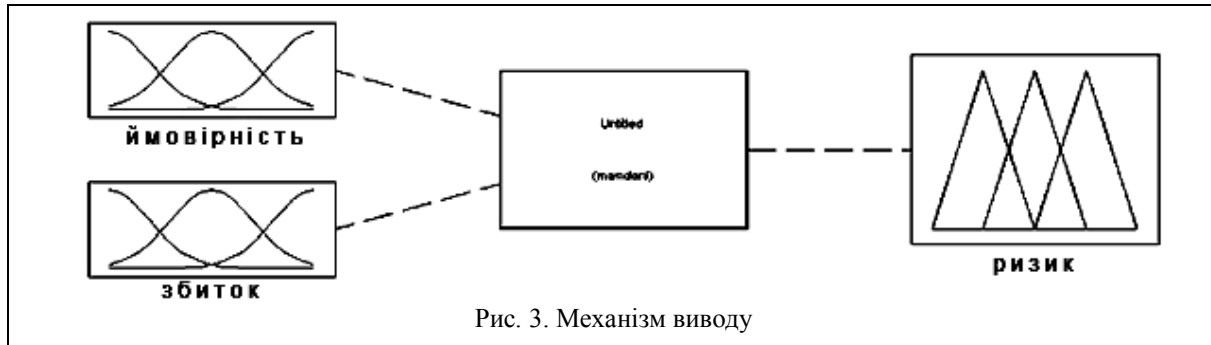 ймовірність
Untitled
(mamdani)
збиток
ризик
Рис. 3. Механізм виводу